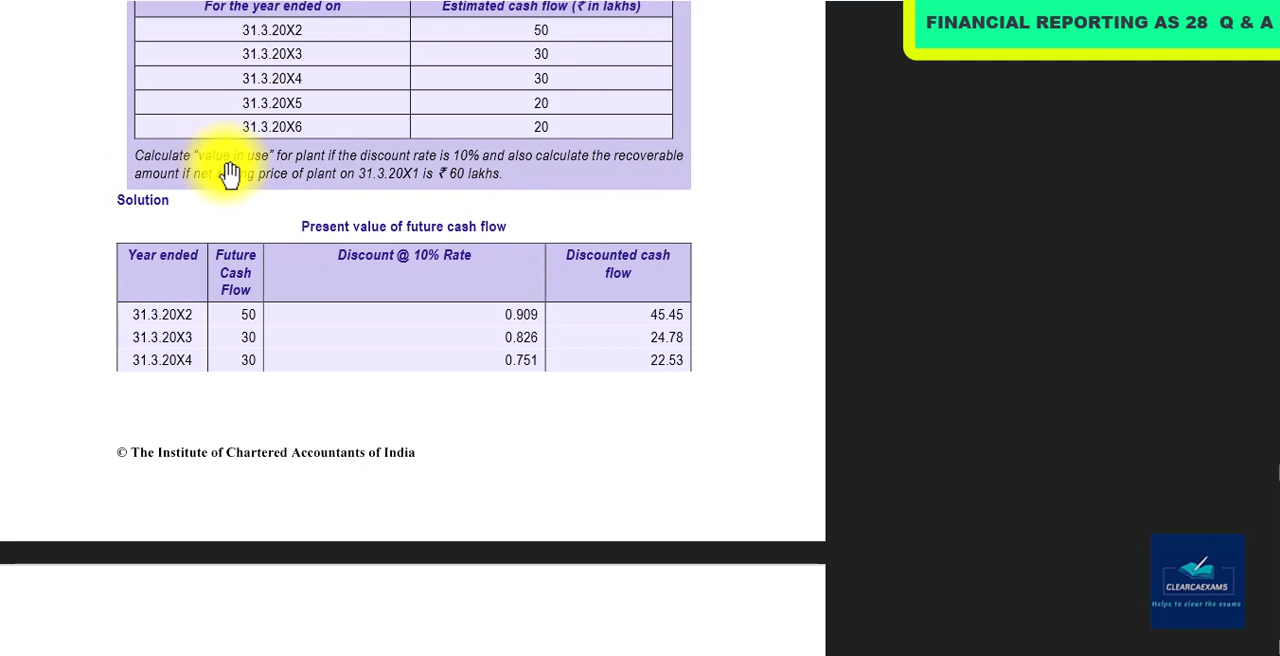 For the year ended on Estimated cash flow (₹ in lakhs)
31.3.20X2 50
31.3.20X3 30
31.3.20X4 30
31.3.20X5 20
31.3.20X6 20
Calculate "value in use" for plant if the discount rate is 10% and also calculate the recoverable
amount if net price of plant on 31.3.20X1 is ₹ 60 lakhs.
Solution
Present value of future cash flow
Year ended Future Cash Flow Discount @ 10% Rate Discounted cash flow
31.3.20X2 50 0.909 45.45
31.3.20X3 30 0.826 24.78
31.3.20X4 30 0.751 22.53
© The Institute of Chartered Accountants of India
FINANCIAL REPORTING AS 28 Q & A
CLEARCAEXAMS
Helps to clear the exams